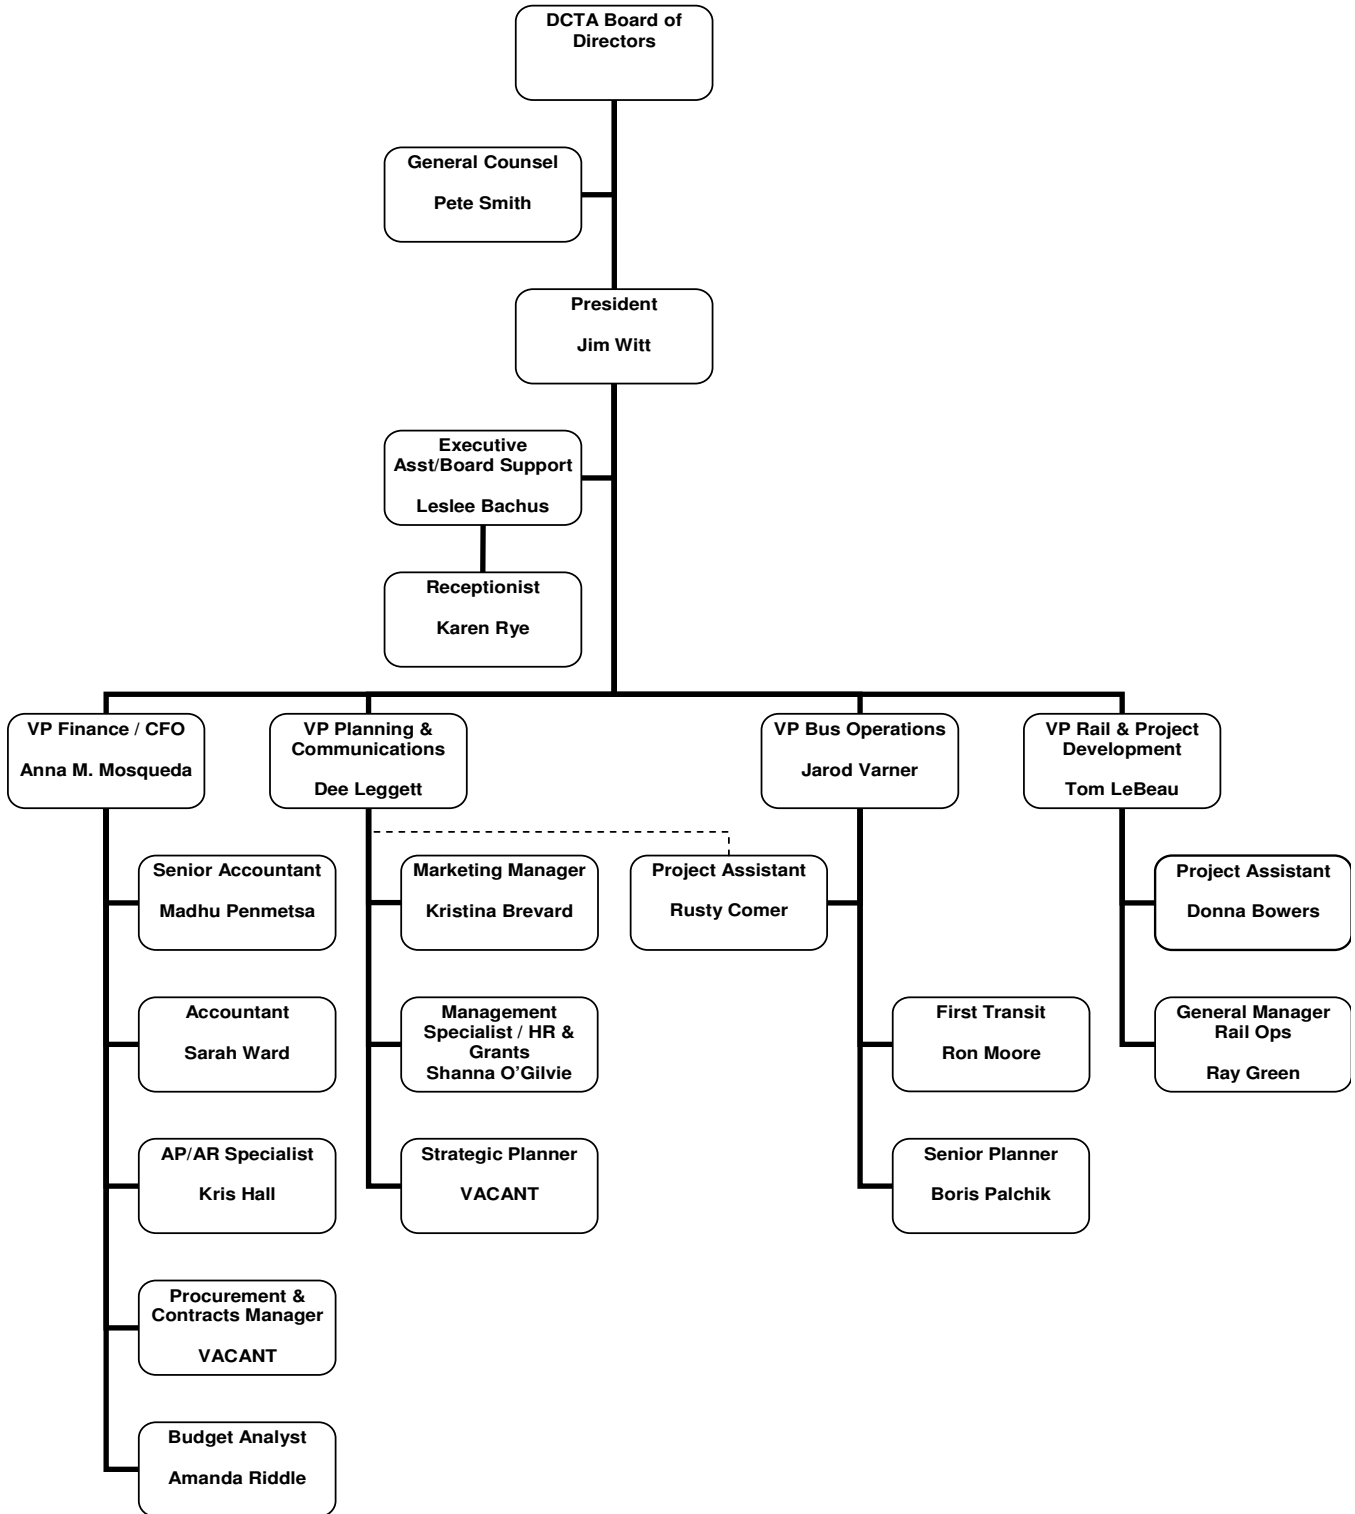 DCTA Board of
Directors
General Counsel
Pete Smith
President
Jim Witt
Executive
Asst/Board Support
Leslee Bachus
Receptionist
Karen Rye
VP Finance / CFO
Anna M. Mosqueda
VP Planning &
Communications
Dee Leggett
VP Bus Operations
Jarod Varner
VP Rail & Project
Development
Tom LeBeau
Senior Accountant
Madhu Penmetsa
Marketing Manager
Kristina Brevard
Project Assistant
Rusty Comer
Project Assistant
Donna Bowers
Accountant
Sarah Ward
Management
Specialist / HR &
Grants
Shanna O’Gilvie
First Transit
Ron Moore
General Manager
Rail Ops
Ray Green
AP/AR Specialist
Kris Hall
Strategic Planner
VACANT
Senior Planner
Boris Palchik
Procurement &
Contracts Manager
VACANT
Budget Analyst
Amanda Riddle